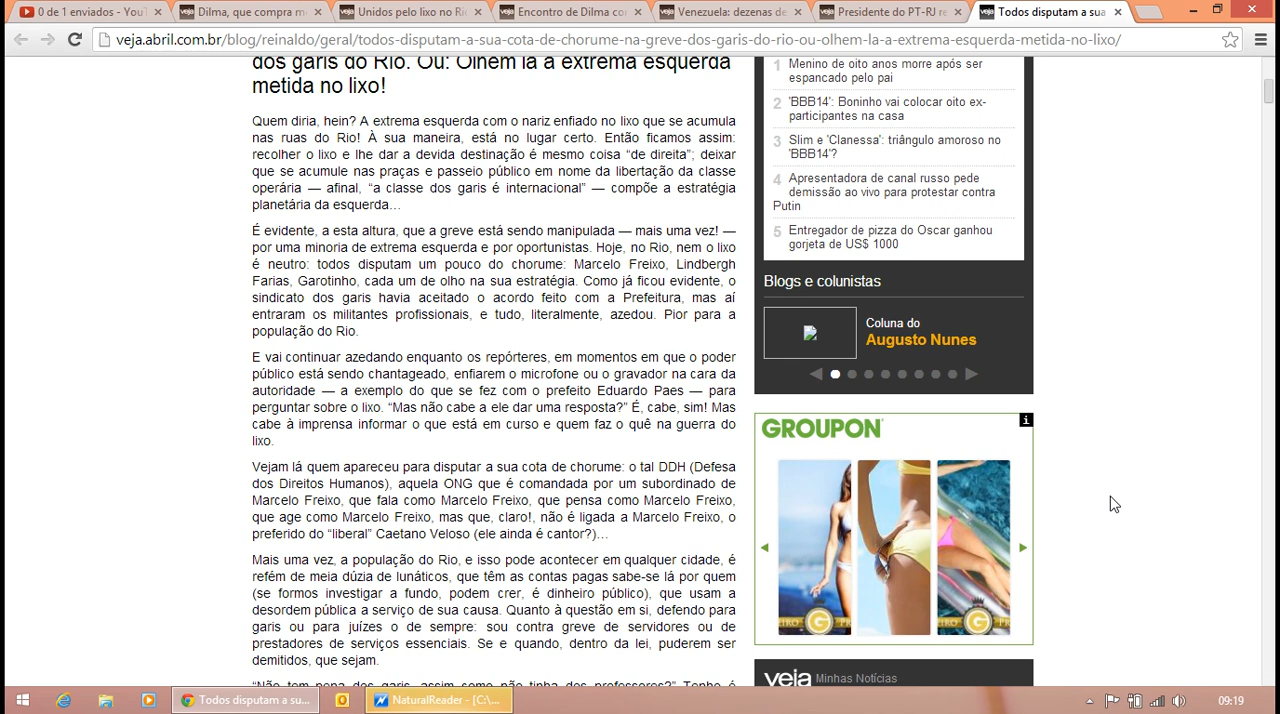 0 de 1 enviados - YouT
Dilma, que compra me
Unidos pelo lixo no Ri
Encontro de Dilma co
Venezuela: dezenas de
Presidente do PT-RJ re
Todos disputam a sua
veja.abril.com.br/blog/reinaldo/geral/todos-disputam-a-sua-cota-de-chorume-na-greve-dos-garis-do-rio-ou-olhem-la-a-extrema-esquerda-metida-no-lixo/
dos garis do Rio. Ou: Olhem lá a extrema esquerda
metida no lixo!
Quem diria, hein? A extrema esquerda com o nariz enfiado no lixo que se acumula
nas ruas do Rio! À sua maneira, está no lugar certo. Então ficamos assim:
recolher o lixo e lhe dar a devida destinação é mesmo coisa “de direita”; deixar
que se acumule nas praças e passeio público em nome da libertação da classe
operária — afinal, “a classe dos garis é internacional” — compõe a estratégia
planetária da esquerda…
É evidente, a esta altura, que a greve está sendo manipulada — mais uma vez! —
por uma minoria de extrema esquerda e por oportunistas. Hoje, no Rio, nem o lixo
é neutro: todos disputam um pouco do chorume: Marcelo Freixo, Lindbergh
Farias, Garotinho, cada um de olho na sua estratégia. Como já ficou evidente, o
sindicato dos garis havia aceitado o acordo feito com a Prefeitura, mas aí
entraram os militantes profissionais, e tudo, literalmente, azedou. Pior para a
população do Rio.
E vai continuar azedando enquanto os repórteres, em momentos em que o poder
público está sendo chantageado, enfiarem o microfone ou o gravador na cara da
autoridade — a exemplo do que se fez com o prefeito Eduardo Paes — para
perguntar sobre o lixo. “Mas não cabe a ele dar uma resposta?” É, cabe, sim! Mas
cabe à imprensa informar o que está em curso e quem faz o quê na guerra do
lixo.
Vejam lá quem apareceu para disputar a sua cota de chorume: o tal DDH (Defesa
dos Direitos Humanos), aquela ONG que é comandada por um subordinado de
Marcelo Freixo, que fala como Marcelo Freixo, que pensa como Marcelo Freixo,
que age como Marcelo Freixo, mas que, claro!, não é ligada a Marcelo Freixo, o
preferido do “liberal” Caetano Veloso (ele ainda é cantor?)…
Mais uma vez, a população do Rio, e isso pode acontecer em qualquer cidade, é
refém de meia dúzia de lunáticos, que têm as contas pagas sabe-se lá por quem
(se formos investigar a fundo, podem crer, é dinheiro público), que usam a
desordem pública a serviço de sua causa. Quanto à questão em si, defendo para
garis ou para juízes o de sempre: sou contra greve de servidores ou de
prestadores de serviços essenciais. Se e quando, dentro da lei, puderem ser
demitidos, que sejam.
“Não tem pena dos garis, assim como não tinha dos professores?” Tenho é
1 Menino de oito anos morre após ser
espancado pelo pai
2 'BBB14': Boninho vai colocar oito ex-
participantes na casa
3 Slim e 'Clanessa': triângulo amoroso no
'BBB14'?
4 Apresentadora de canal russo pede
demissão ao vivo para protestar contra
Putin
5 Entregador de pizza do Oscar ganhou
gorjeta de US$ 1000
Blogs e colunistas
Coluna do
Augusto Nunes
GROUPON
veja Minhas Notícias
Todos disputam a su...
NaturalReader - [C:\...
09:19